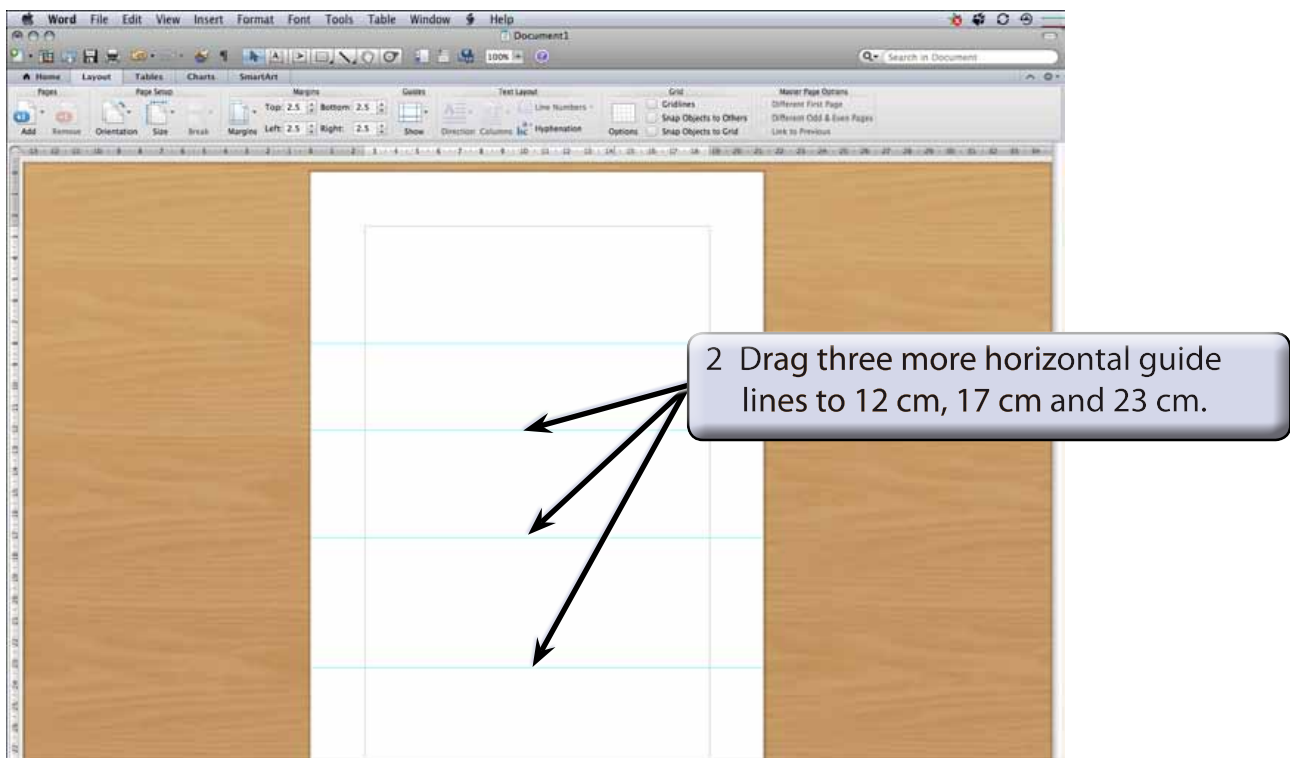 Word File Edit View Insert Format Font Tools Table Window Help
Document1
100% Search in Document
Home Layout Tables Charts SmartArt
Pages Page Setup Margins Guides Text Layout Grid Master Page Options
Top: 2.5 Bottom: 2.5 Line Numbers Gridlines Different First Page
Snap Objects to Others Different Odd & Even Pages
Add Remove Orientation Size Break Margins Left: 2.5 Right: 2.5 Show Direction Columns Hyphenation Options Snap Objects to Grid Link to Previous
2 Drag three more horizontal guide
lines to 12 cm, 17 cm and 23 cm.